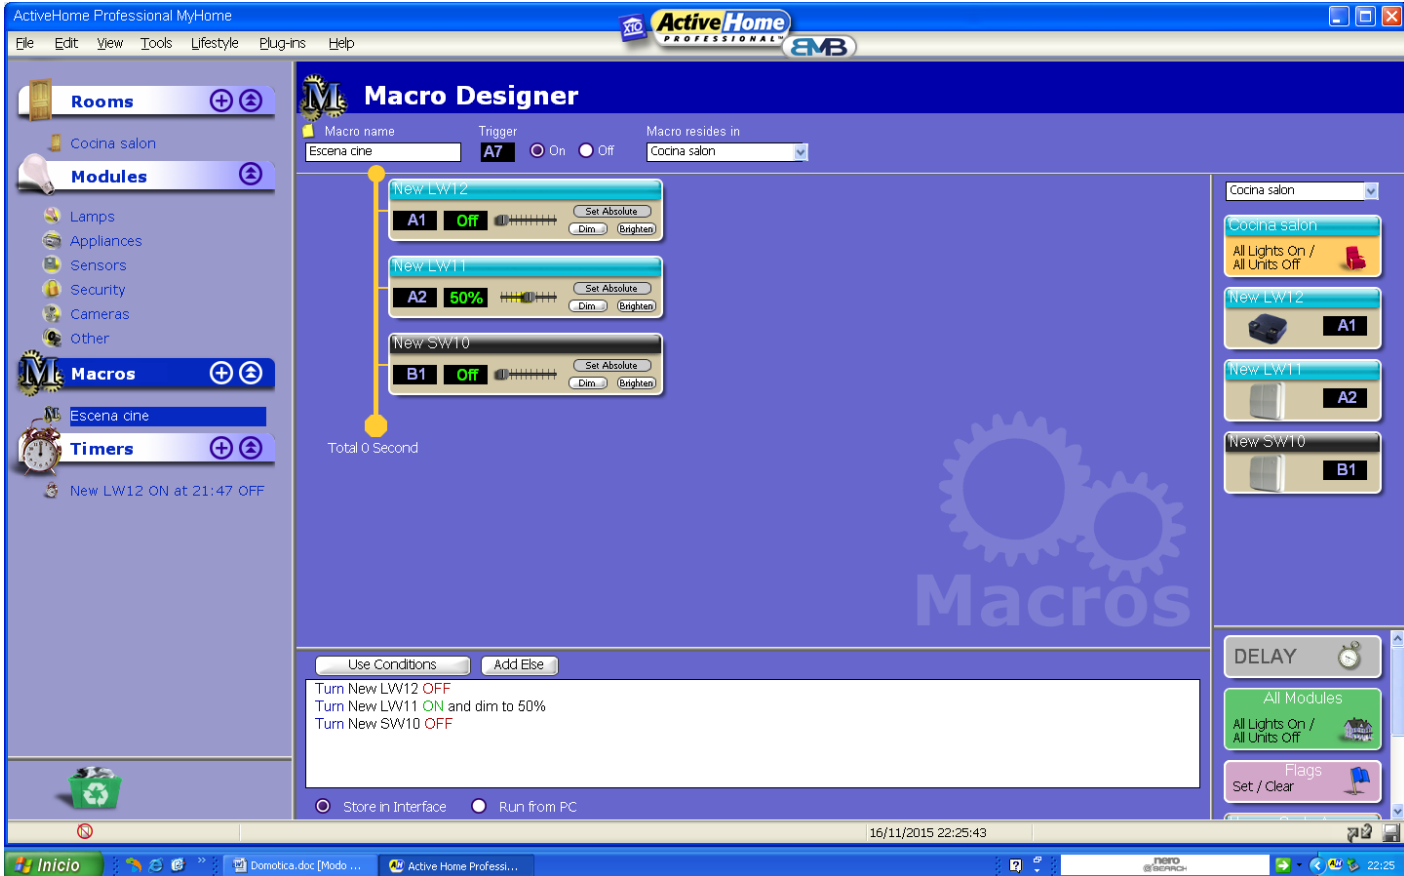 ActiveHome Professional MyHome
XTO ActiveHome
PROFESSIONAL™
File Edit View Tools Lifestyle Plug-ins Help
Rooms
Cocina salon
Modules
Lamps
Appliances
Sensors
Security
Cameras
Other
Macros
Escena cine
Timers
New LW12 ON at 21:47 OFF
Macro Designer
Macro name Trigger Macro resides in
Escena cine A7 On Off Cocina salon
New LW12
A1 Off Set Absolute
Dim Brighten
New LW11
A2 50% Set Absolute
Dim Brighten
New SW10
B1 Off Set Absolute
Dim Brighten
Total 0 Second
Macros
Use Conditions Add Else
Turn New LW12 OFF
Turn New LW11 ON and dim to 50%
Turn New SW10 OFF
Store in Interface Run from PC
Cocina salon
Cocina salon
All Lights On /
All Units Off
New LW12
A1
New LW11
A2
New SW10
B1
DELAY
All Modules
All Lights On /
All Units Off
Flags
Set / Clear
16/11/2015 22:25:43
Inicio Domotica.doc [Modo ... Active Home Professi... nero
SEARCH 22:25